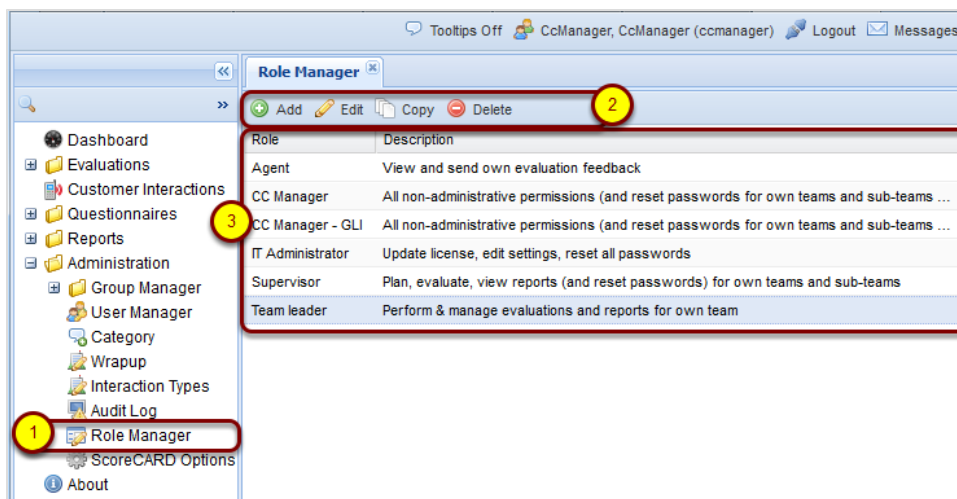 Tooltips Off CcManager, CcManager (ccmanager) Logout Messages
Role Manager
Add Edit Copy Delete
2
Dashboard
Evaluations
Customer Interactions
Questionnaires
Reports
Administration
Group Manager
User Manager
Category
Wrapup
Interaction Types
Audit Log
1
Role Manager
ScoreCARD Options
About
3
Role Description
Agent View and send own evaluation feedback
CC Manager All non-administrative permissions (and reset passwords for own teams and sub-teams ...
CC Manager - GLI All non-administrative permissions (and reset passwords for own teams and sub-teams ...
IT Administrator Update license, edit settings, reset all passwords
Supervisor Plan, evaluate, view reports (and reset passwords) for own teams and sub-teams
Team leader Perform & manage evaluations and reports for own team